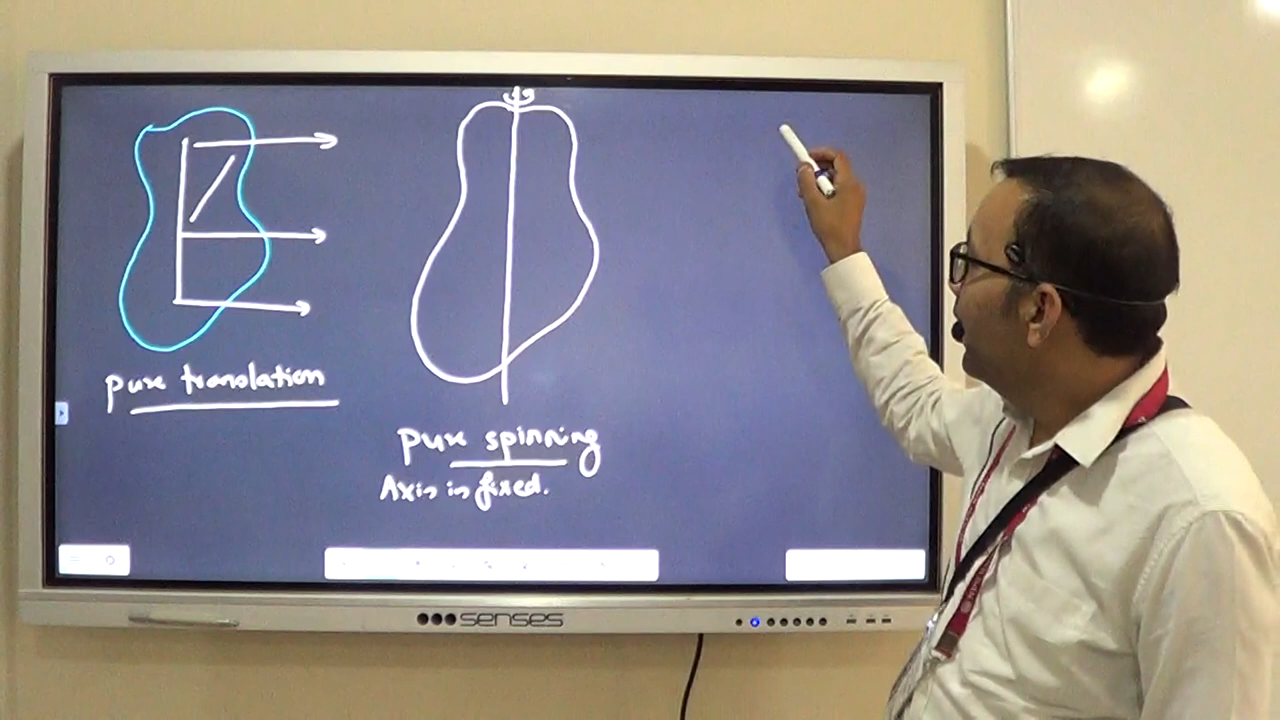 pure translation
pure spinning
Axis is fixed.
senses